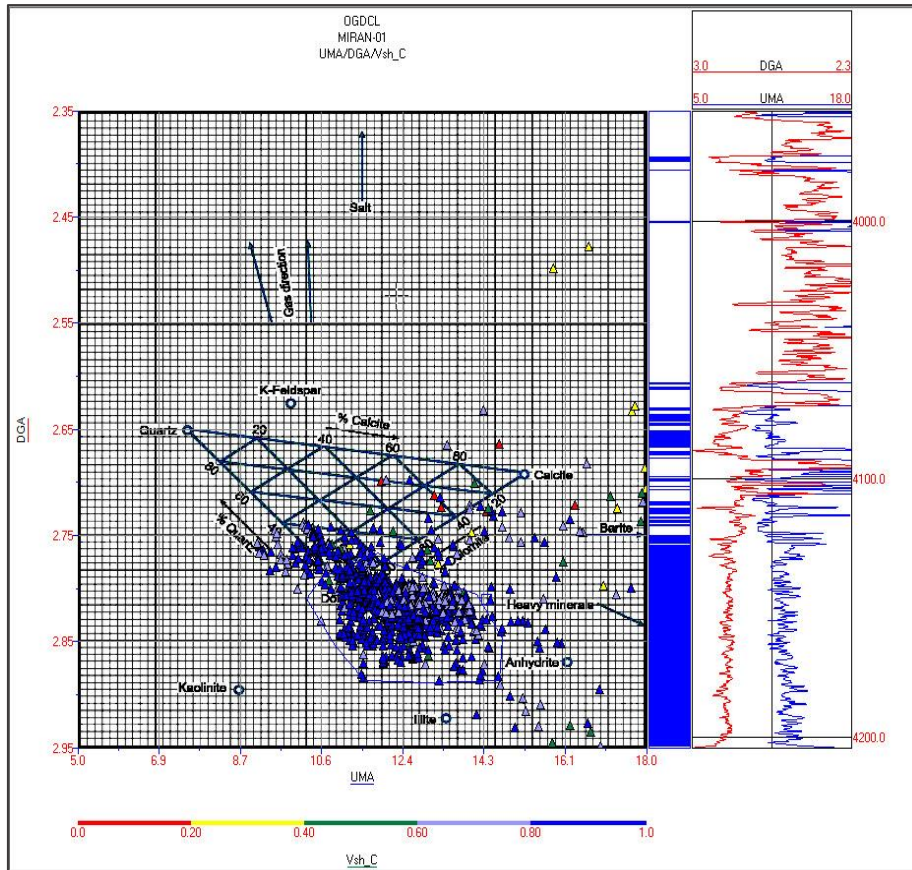 OGDCL
MIRAN-01
UMA/DGA/Vsh_C
3.0 DGA 2.3
5.0 UMA 18.0
2.35
2.45
2.55
2.65
2.75
2.85
2.95
DGA
Salt
Gas direction
K-Feldspar
% Calcite
Quartz
20
40
60
80
Calcite
80
60
40
20
40
% Quartz
Barite
Heavy minerals
Anhydrite
Kaolinite
Illite
4000.0
4100.0
4200.0
5.0 6.9 8.7 10.6 12.4 14.3 16.1 18.0
UMA
0.0 0.20 0.40 0.60 0.80 1.0
Vsh_C